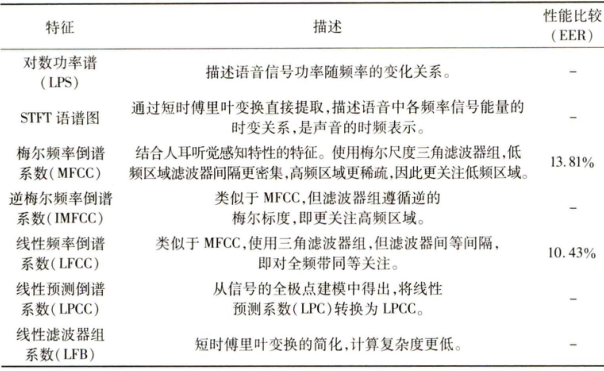 特征 描述 性能比较
(EER)
对数功率谱
(LPS) 描述语音信号功率随频率的变化关系。 -
STFT 语谱图 通过短时傅里叶变换直接提取,描述语音中各频率信号能量的
时变关系,是声音的时频表示。 -
梅尔频率倒谱 结合人耳听觉感知特性的特征。使用梅尔尺度三角滤波器组,低
系数(MFCC) 频区域滤波器间隔更密集,高频区域更稀疏,因此更关注低频区域。 13.81%
逆梅尔频率倒谱 类似于 MFCC,但滤波器组遵循逆的
系数(IMFCC) 梅尔标度,即更关注高频区域。 -
线性频率倒谱 类似于 MFCC,使用三角滤波器组,但滤波器间等间隔,
系数(LFCC) 即对全频带同等关注。 10.43%
线性预测倒谱 从信号的全极点建模中得出,将线性
系数(LPCC) 预测系数(LPC)转换为 LPCC。 -
线性滤波器组
系数(LFB) 短时傅里叶变换的简化,计算复杂度更低。 -